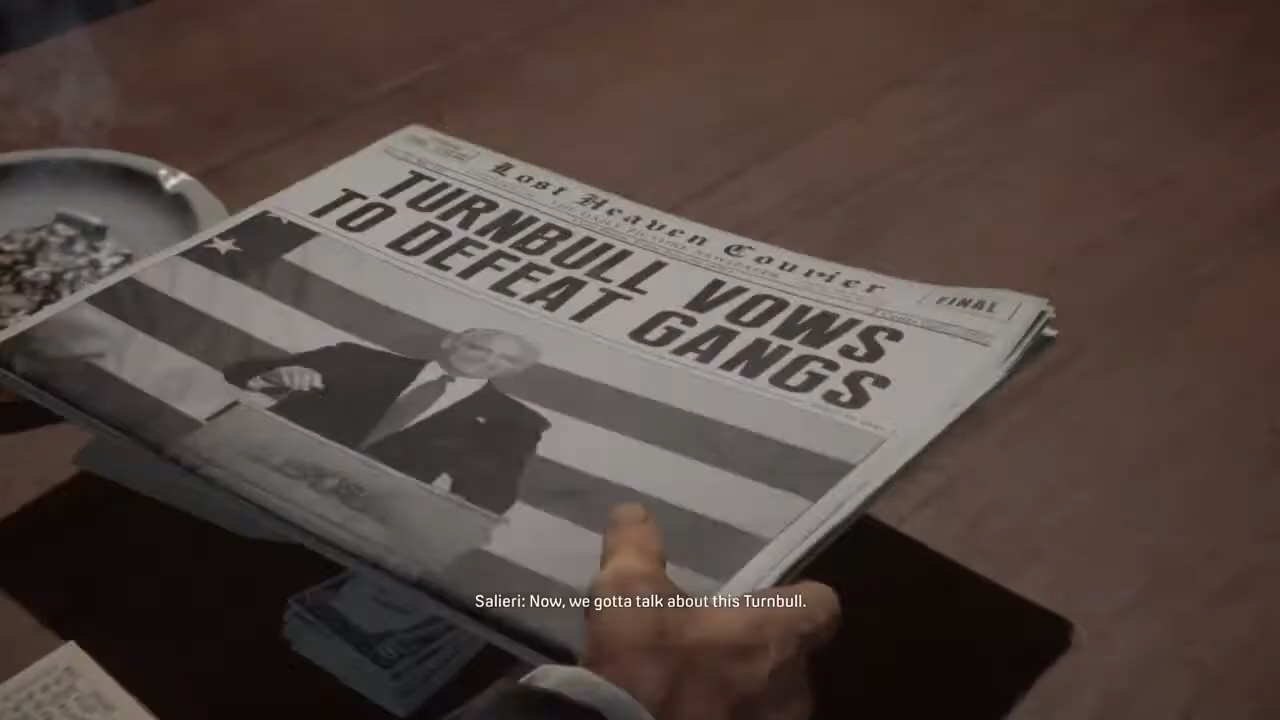 Lost Heaven Courier
FINAL
TURNBULL VOWS
TO DEFEAT GANGS
Salieri: Now, we gotta talk about this Turnbull.